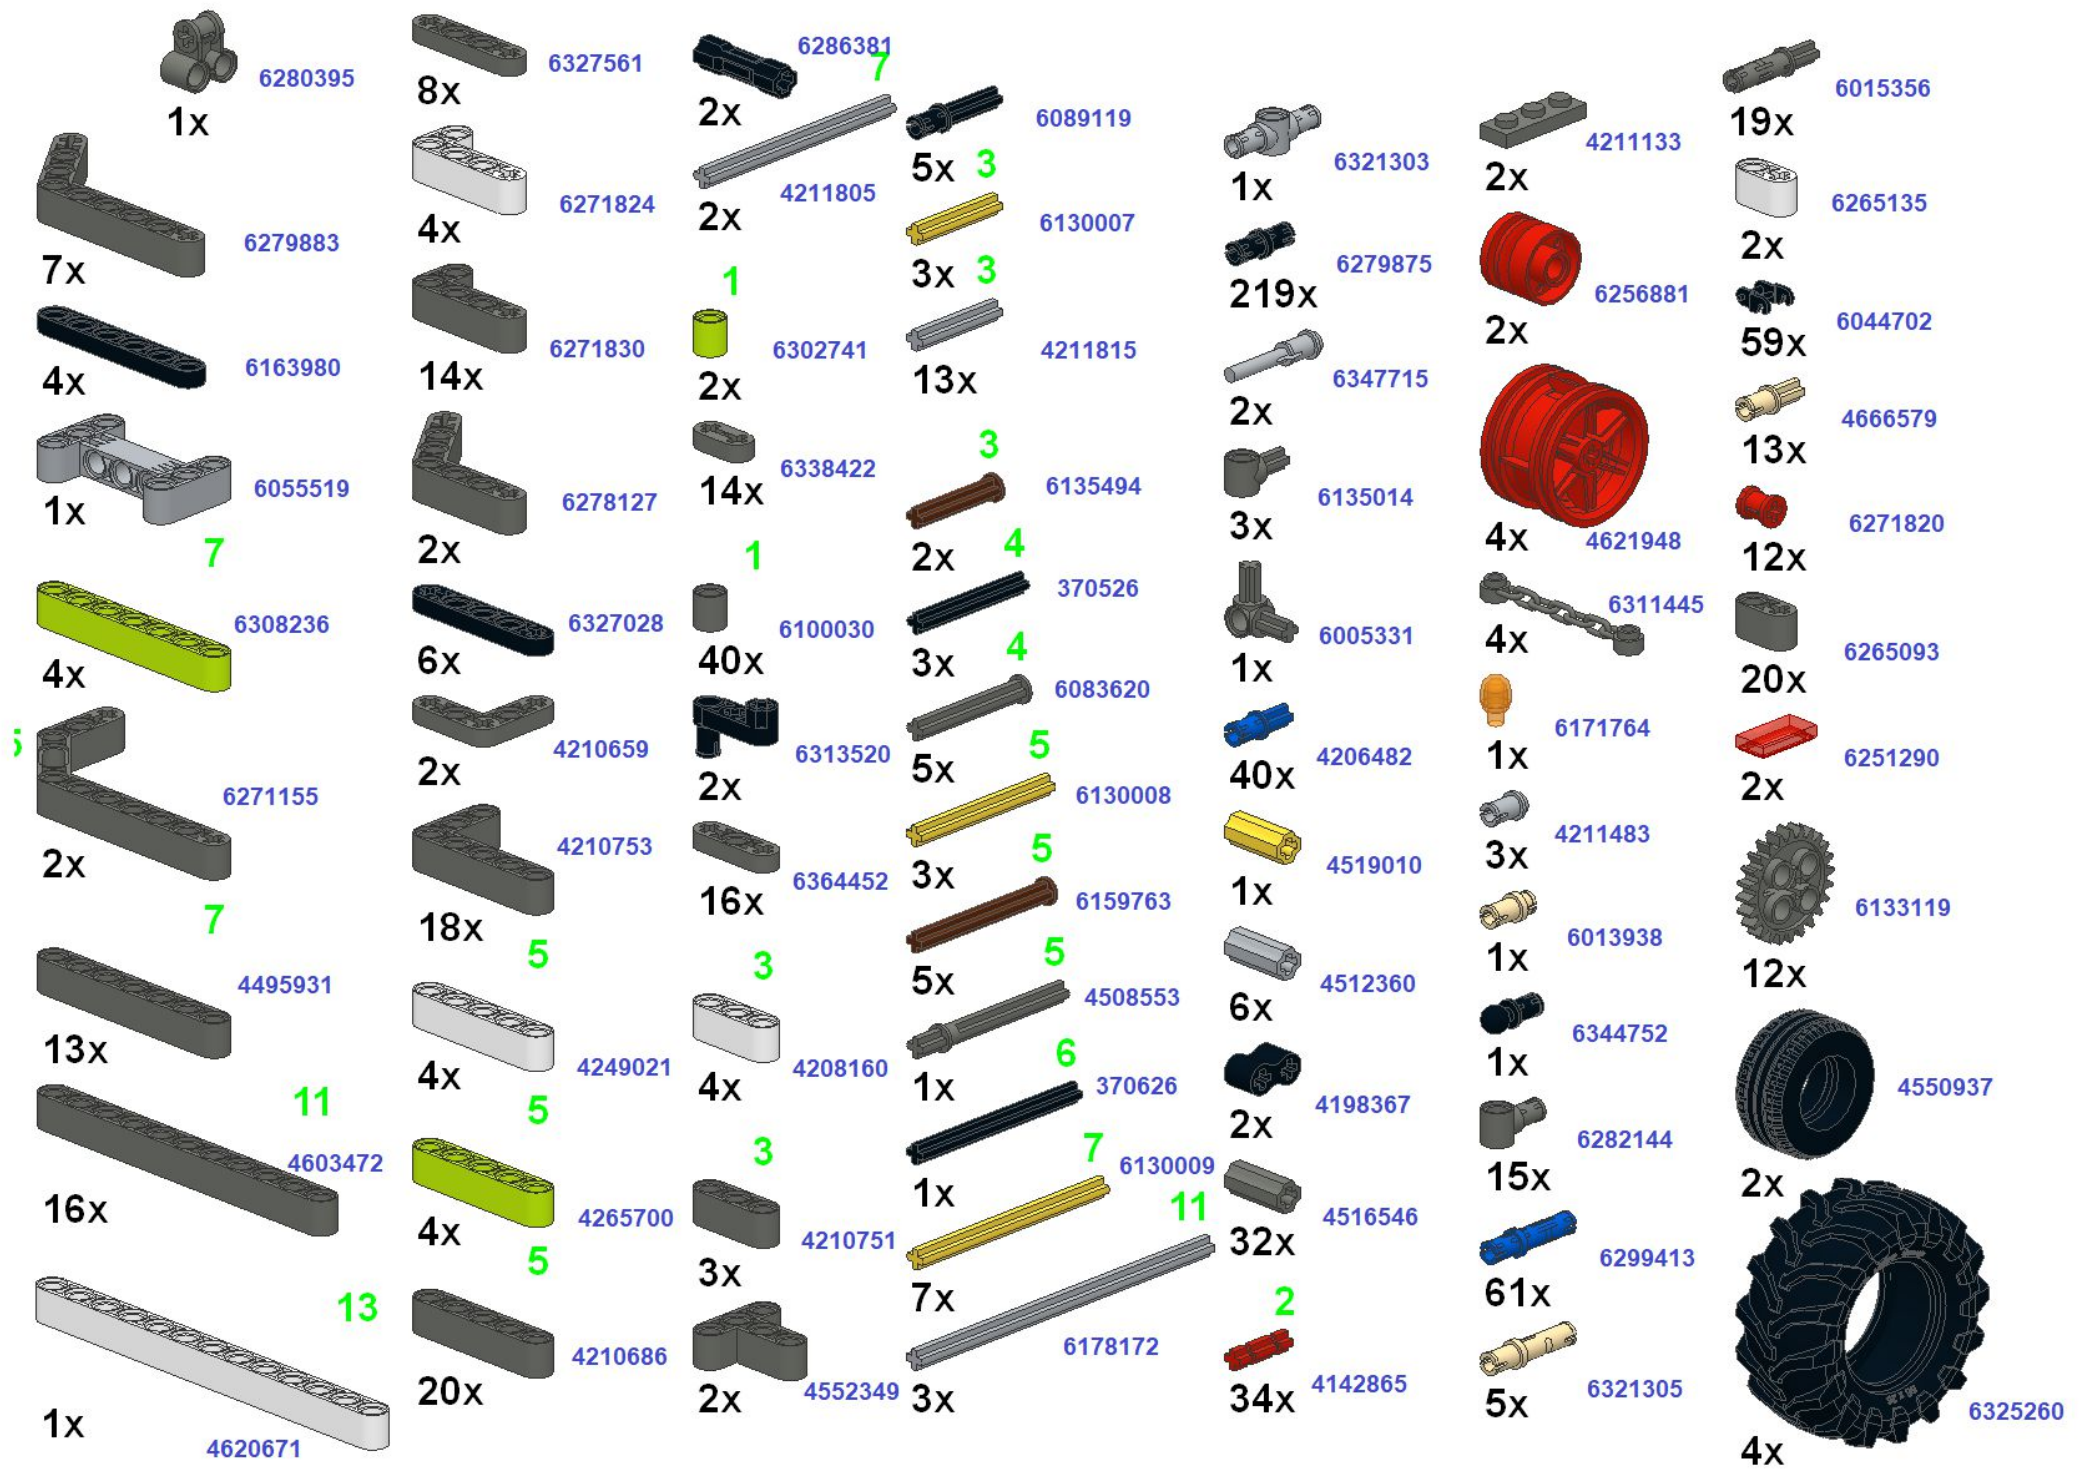 6280395
1x
6279883
7x
6163980
4x
6055519
1x
7
6308236
4x
5
6271155
2x
7
4495931
13x
11
4603472
16x
13
1x
4620671
6327561
8x
6271824
4x
6271830
14x
6278127
2x
6327028
6x
4210659
2x
4210753
18x
5
4249021
4x
5
4265700
4x
5
4210686
20x
6286381
2x
7
4211805
2x
1
6302741
2x
6338422
14x
1
6100030
40x
6313520
2x
6364452
16x
3
4208160
4x
3
4210751
3x
4552349
2x
6089119
5x
3
6130007
3x
3
4211815
13x
3
6135494
2x
4
370526
3x
4
6083620
5x
5
6130008
3x
5
6159763
5x
5
4508553
1x
6
370626
1x
7
6130009
7x
11
6178172
3x
6321303
1x
6279875
219x
6347715
2x
6135014
3x
6005331
1x
4206482
40x
4519010
1x
4512360
6x
4198367
2x
4516546
32x
2
4142865
34x
4211133
2x
6256881
2x
4x
4621948
6311445
4x
6171764
1x
4211483
3x
6013938
1x
6344752
1x
6282144
15x
6299413
61x
6321305
5x
6015356
19x
6265135
2x
6044702
59x
4666579
13x
6271820
12x
6265093
20x
6251290
2x
6133119
12x
4550937
2x
6325260
4x